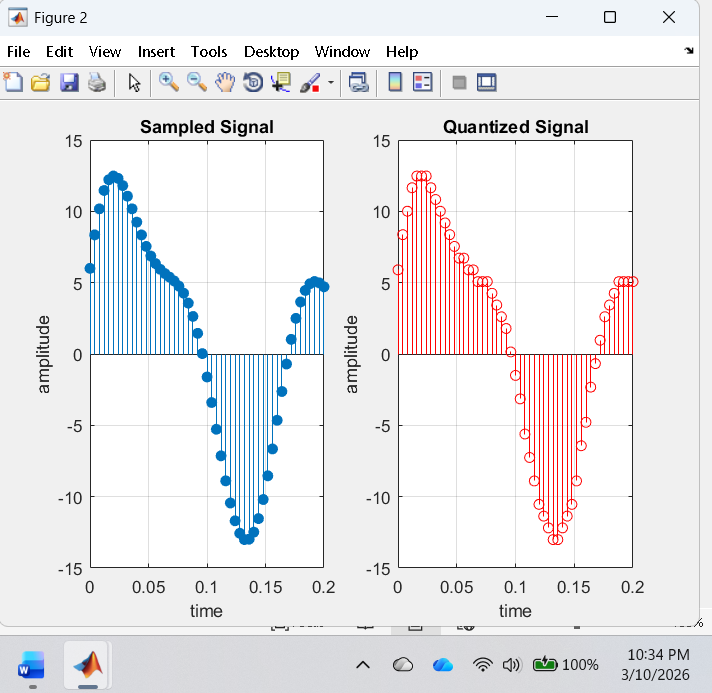 Figure 2
File Edit View Insert Tools Desktop Window Help
Sampled Signal
15
10
5
0
-5
-10
-15
0 0.05 0.1 0.15 0.2
time
amplitude
Quantized Signal
15
10
5
0
-5
-10
-15
0 0.05 0.1 0.15 0.2
time
amplitude
100%
10:34 PM
3/10/2026